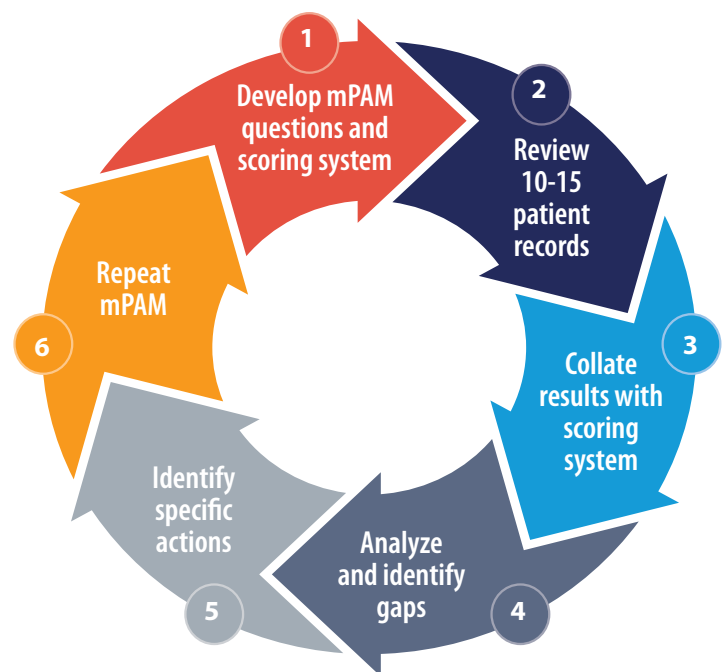 1
Develop mPAM
questions and
scoring system
2
Review
10-15
patient
records
3
Collate
results with
scoring
system
4
Analyze
and identify
gaps
5
Identify
specific
actions
6
Repeat
mPAM